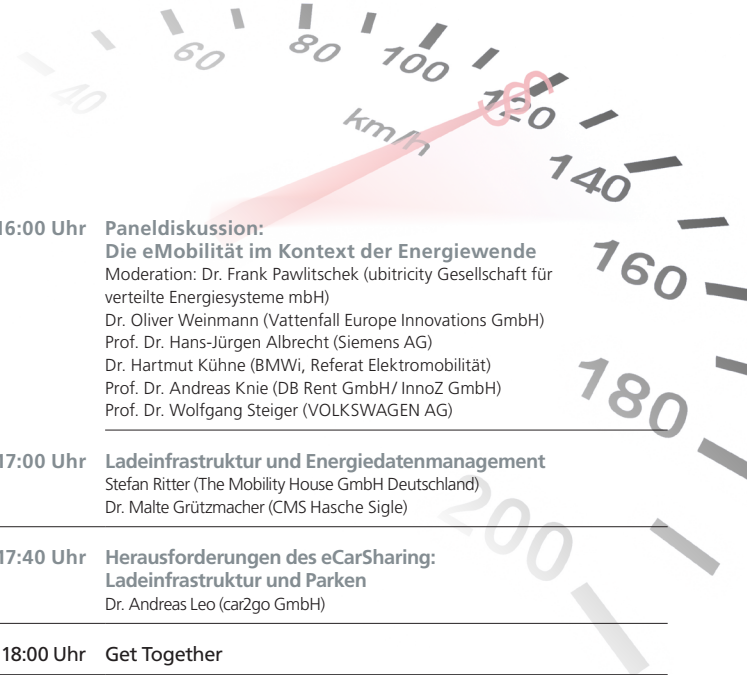 40
60
80
100
§§
120
km/h
140
160
180
200
16:00 Uhr Paneldiskussion:
Die eMobilität im Kontext der Energiewende
Moderation: Dr. Frank Pawlitschek (ubitricity Gesellschaft für
verteilte Energiesysteme mbH)
Dr. Oliver Weinmann (Vattenfall Europe Innovations GmbH)
Prof. Dr. Hans-Jürgen Albrecht (Siemens AG)
Dr. Hartmut Kühne (BMWi, Referat Elektromobilität)
Prof. Dr. Andreas Knie (DB Rent GmbH/ InnoZ GmbH)
Prof. Dr. Wolfgang Steiger (VOLKSWAGEN AG)
17:00 Uhr Ladeinfrastruktur und Energiedatenmanagement
Stefan Ritter (The Mobility House GmbH Deutschland)
Dr. Malte Grützmacher (CMS Hasche Sigle)
17:40 Uhr Herausforderungen des eCarSharing:
Ladeinfrastruktur und Parken
Dr. Andreas Leo (car2go GmbH)
18:00 Uhr Get Together